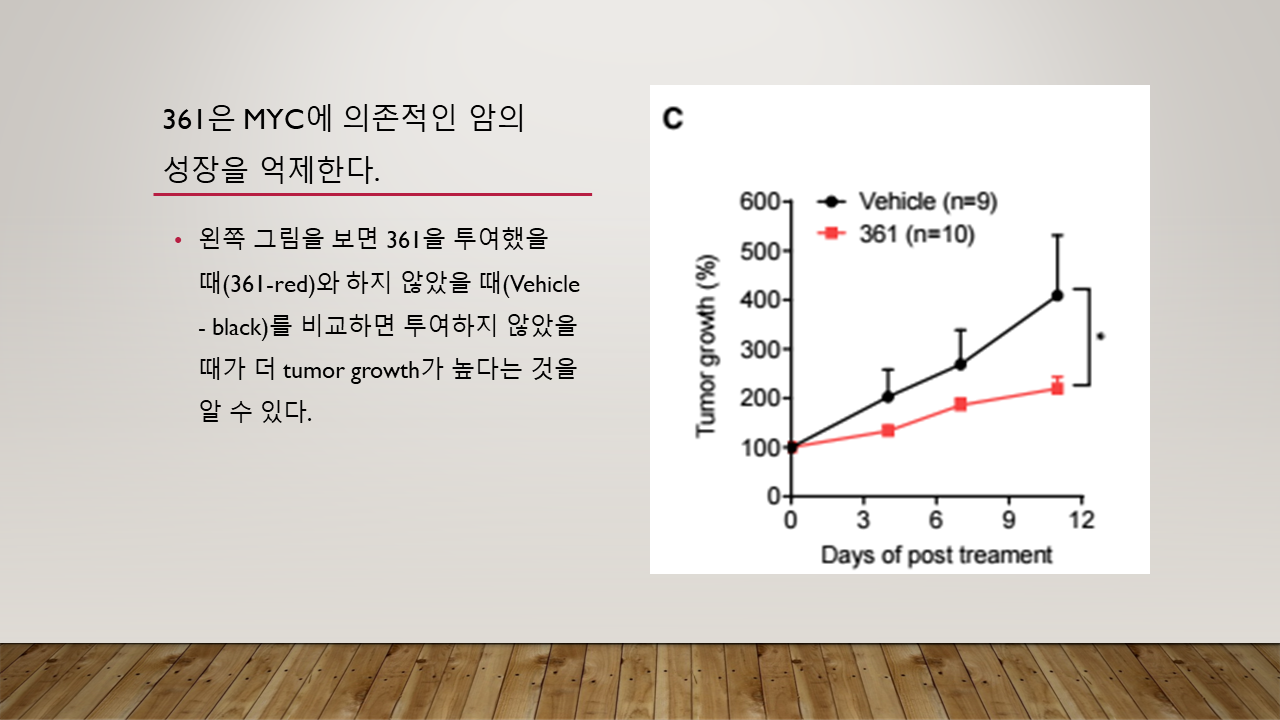 361은 MYC에 의존적인 암의
성장을 억제한다.
• 왼쪽 그림을 보면 361을 투여했을
때(361-red)와 하지 않았을 때(Vehicle
- black)를 비교하면 투여하지 않았을
때가 더 tumor growth가 높다는 것을
알 수 있다.
C
Vehicle (n=9)
361 (n=10)
Tumor growth (%)
600
500
400
300
200
100
0
0 3 6 9 12
*
Days of post treament